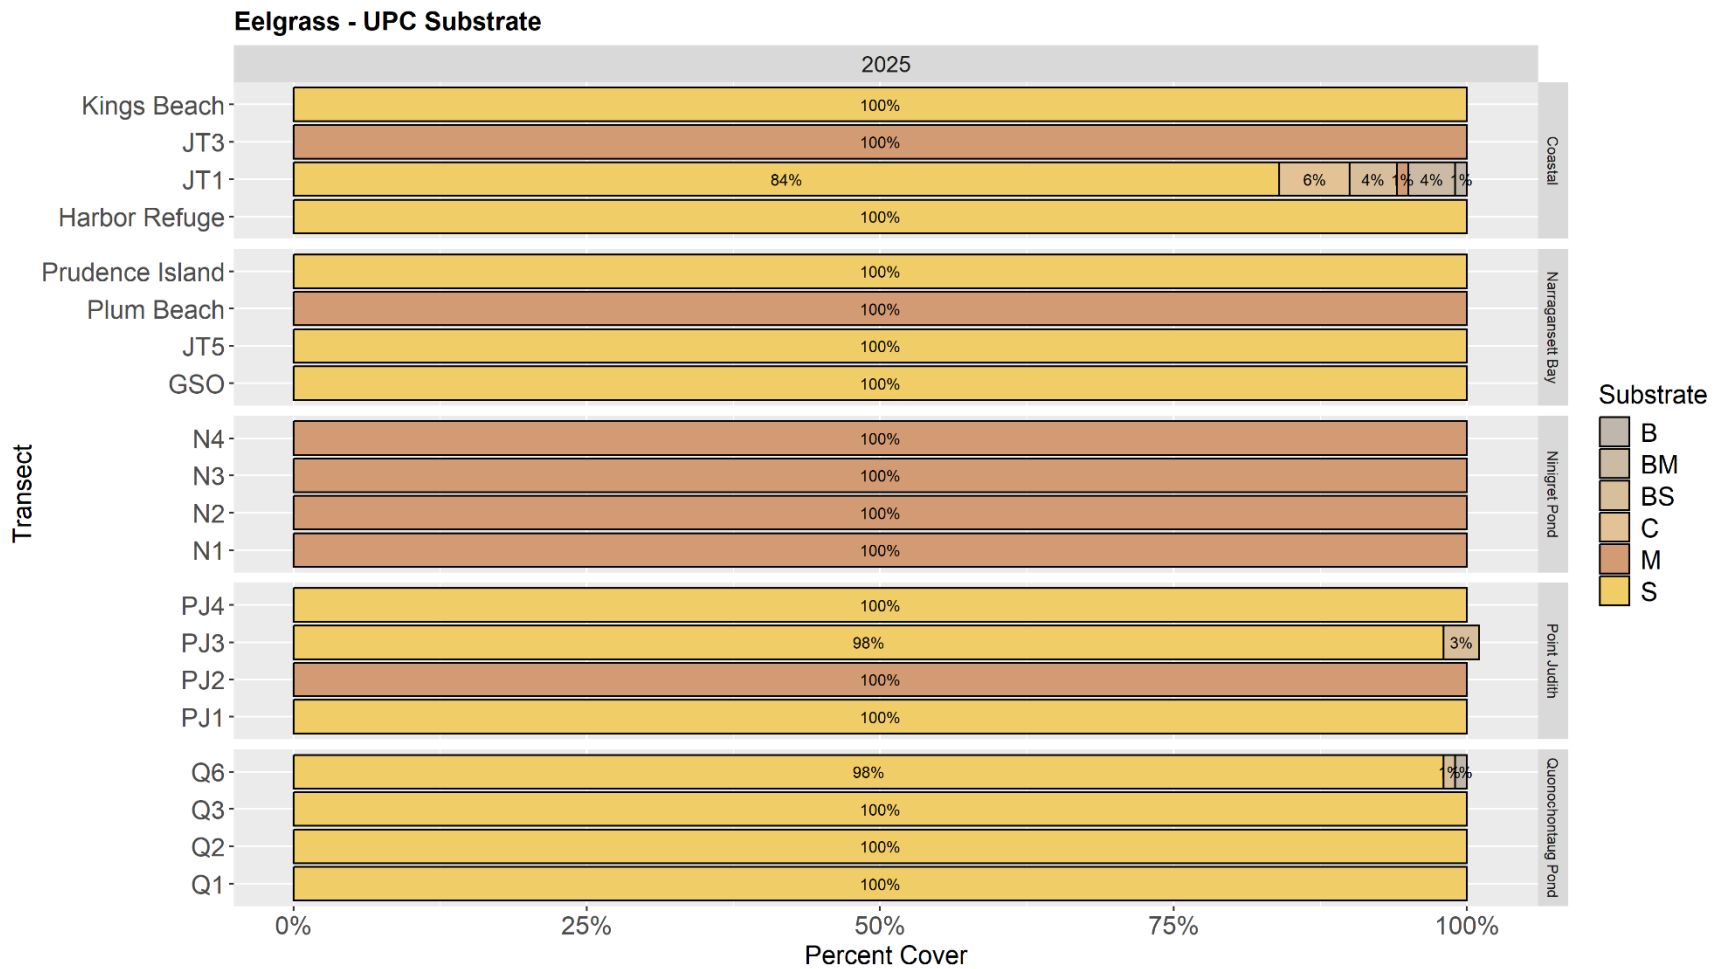 Eelgrass - UPC Substrate
2025
Kings Beach 100%
JT3 100%
JT1 84% 6% 4% 1% 4% 1%
Harbor Refuge 100%
Coastal
Prudence Island 100%
Plum Beach 100%
JT5 100%
GSO 100%
Narragansett Bay
N4 100%
N3 100%
N2 100%
N1 100%
Ninigret Pond
PJ4 100%
PJ3 98% 3%
PJ2 100%
PJ1 100%
Point Judith
Q6 98% 1%
Q3 100%
Q2 100%
Q1 100%
Quonochontaug Pond
Transect
0% 25% 50% 75% 100%
Percent Cover
Substrate
B
BM
BS
C
M
S